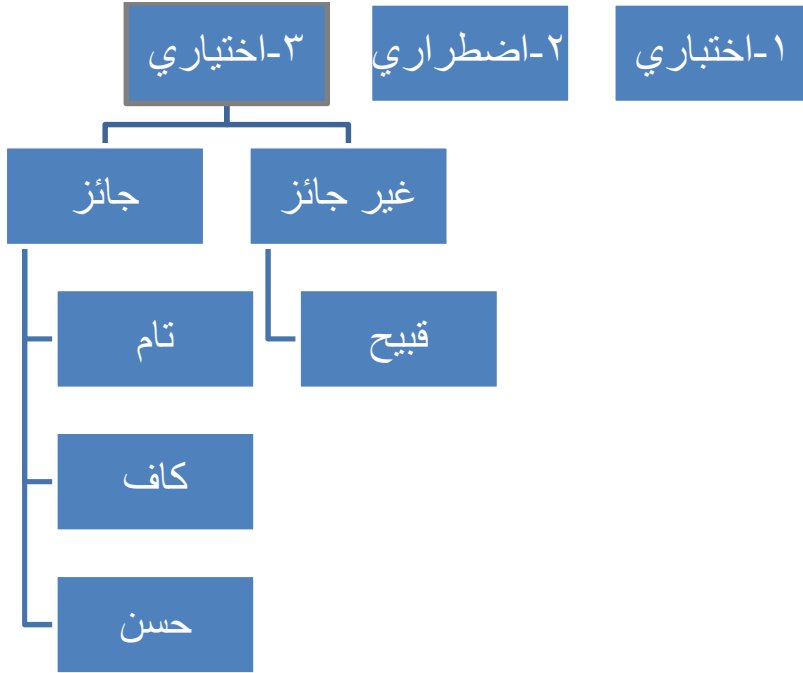 ١-اختباري
٢-اضطراري
٣-اختياري
غير جائز
جائز
قبيح
تام
كاف
حسن